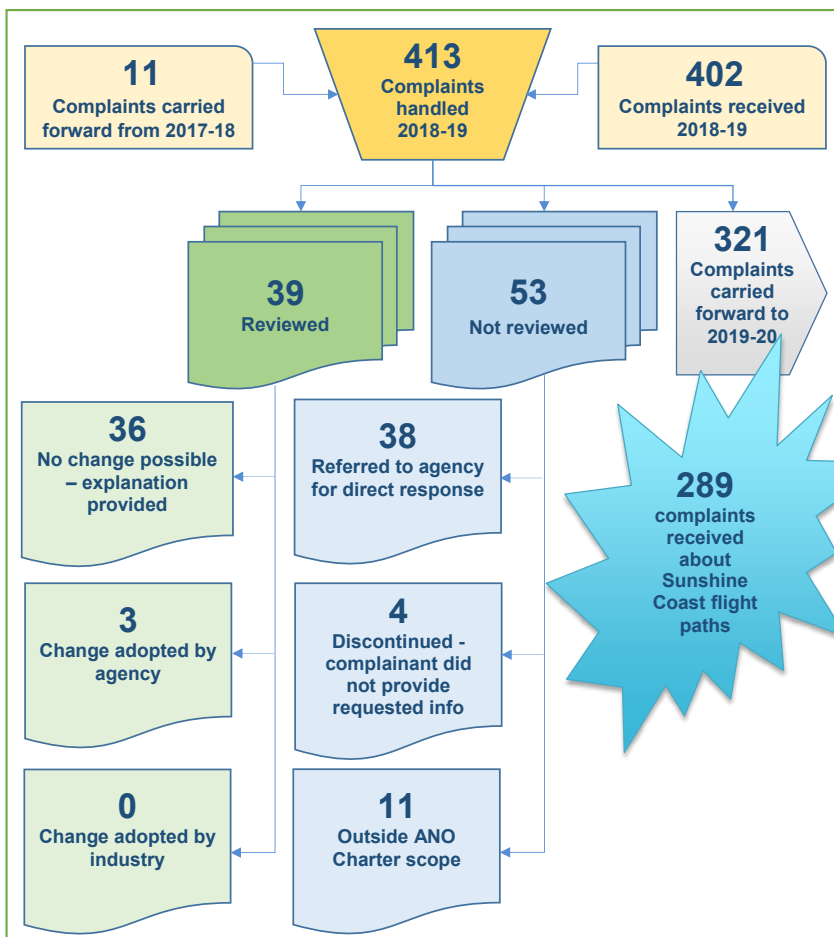 11
Complaints carried
forward from 2017-18
413
Complaints
handled
2018-19
402
Complaints received
2018-19
39
Reviewed
53
Not reviewed
321
Complaints
carried
forward to
2019-20
36
No change possible
– explanation
provided
38
Referred to agency
for direct response
289
complaints
received
about
Sunshine
Coast flight
paths
3
Change adopted by
agency
4
Discontinued -
complainant did
not provide
requested info
0
Change adopted by
industry
11
Outside ANO
Charter scope